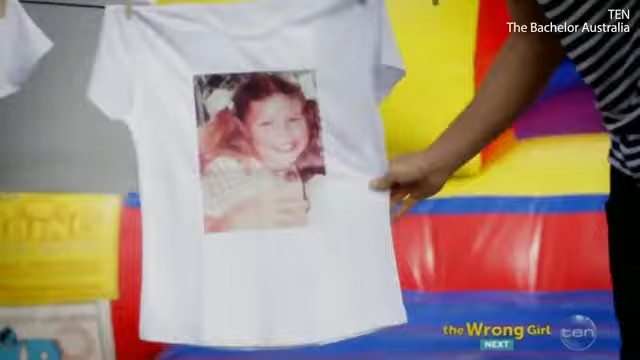 TEN
The Bachelor Australia
the Wrong Girl
NEXT
ten